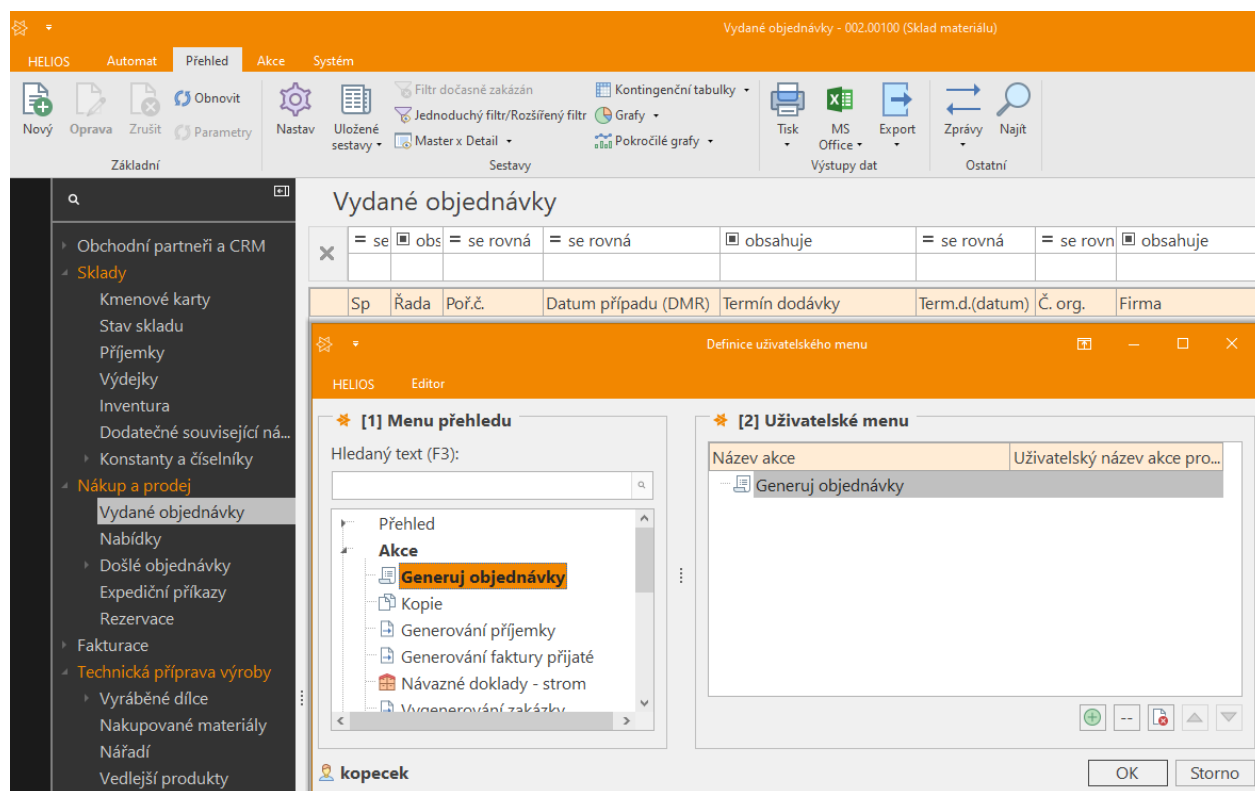 Vydané objednávky - 002.00100 (Sklad materiálu)
HELIOS Automat Přehled Akce Systém
Nový Oprava Zrušit Obnovit Parametry
Základní
Nastav Uložené sestavy
Filtr dočasně zakázán
Jednoduchý filtr/Rozšířený filtr
Master x Detail
Kontingenční tabulky
Grafy
Pokročilé grafy
Sestavy
Tisk MS Office Export
Výstupy dat
Zprávy Najít
Ostatní
Obchodní partneři a CRM
Sklady
Kmenové karty
Stav skladu
Příjemky
Výdejky
Inventura
Dodatečné související ná...
Konstanty a číselníky
Nákup a prodej
Vydané objednávky
Nabídky
Došlé objednávky
Expediční příkazy
Rezervace
Fakturace
Technická příprava výroby
Vyráběné dílce
Nakupované materiály
Nářadí
Vedlejší produkty
Vydané objednávky
= se obs = se rovná = se rovná obsahuje = se rovná = se rovn obsahuje
Sp Řada Poř.č. Datum případu (DMR) Termín dodávky Term.d.(datum) Č. org. Firma
Definice uživatelského menu
HELIOS Editor
[1] Menu přehledu
Hledaný text (F3):
Přehled
Akce
Generuj objednávky
Kopie
Generování příjemky
Generování faktury přijaté
Návazné doklady - strom
Vygenerování zakázky
[2] Uživatelské menu
Název akce Uživatelský název akce pro...
Generuj objednávky
--
kopecek
OK Storno